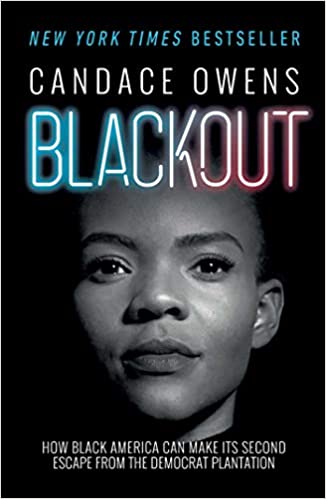 NEW YORK TIMES BESTSELLER
CANDACE OWENS
BLACKOUT
HOW BLACK AMERICA CAN MAKE ITS SECOND
ESCAPE FROM THE DEMOCRAT PLANTATION